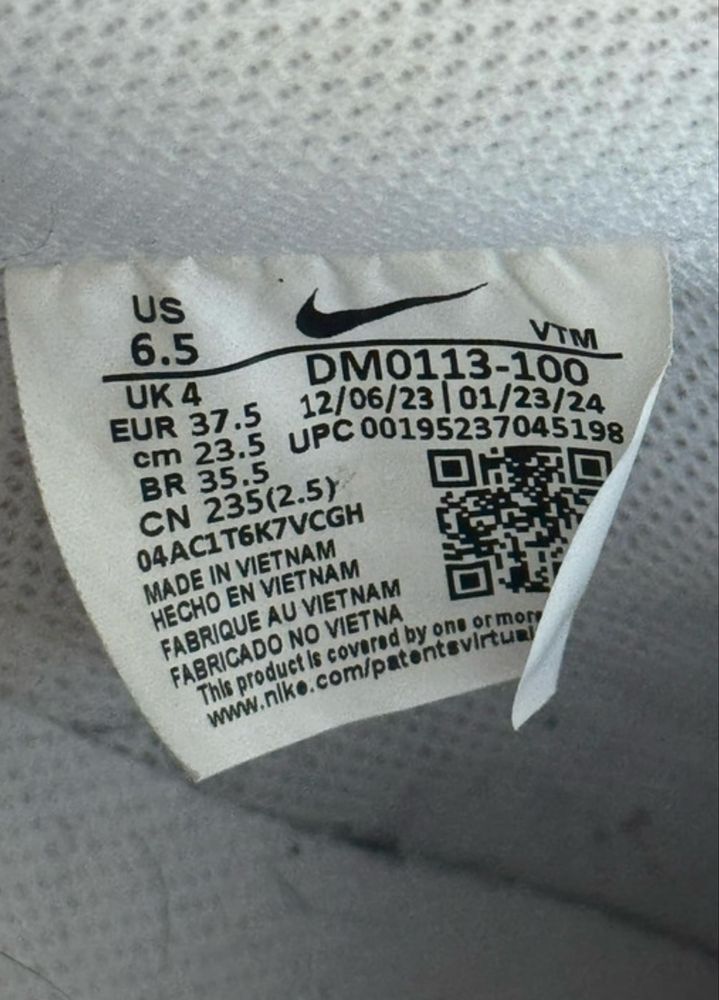 US
6.5
VTM
UK 4
EUR 37.5
cm 23.5
BR 35.5
CN 235(2.5)
DM0113-100
12/06/23|01/23/24
UPC 00195237045198
04AC1T6K7VCGH
MADE IN VIETNAM
HECHO EN VIETNAM
FABRIQUE AU VIETNAM
FABRICADO NO VIETNA
This product is covered by one or more
www.nike.com/patentsvirtual